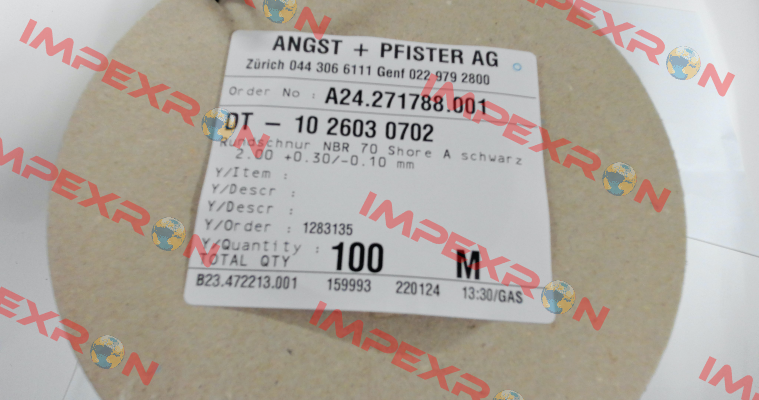 ANGST + PFISTER AG
Zürich 044 306 6111 Genf 022 979 2800
Order No : A24.271788.001
DT - 10 2603 0702
Rundschnur NBR 70 Shore A schwarz
2.00 +0.30/-0.10 mm
Y/Item :
Y/Descr :
Y/Descr :
Y/Order : 1283135
Y/Quantity :
TOTAL QTY 100 M
B23.472213.001 159993 220124 13:30/GAS
IMPEXRON
IMPEXRON
IMPEXRON
IMPEXRON
IMPEXRON
IMPEXRON
IMPEXRON